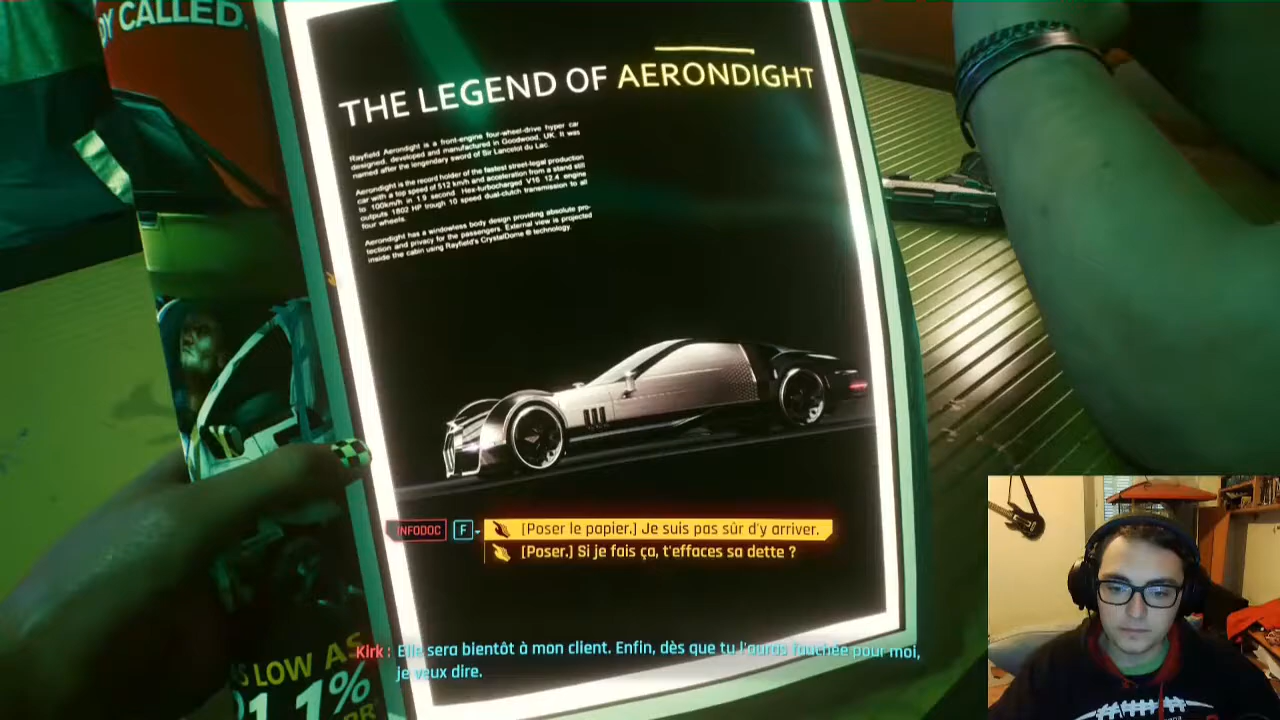 DY CALLED.
THE LEGEND OF AERONDIGHT
Rayfield Aerondight is a front-engine four-wheel-drive hyper car
designed, developed and manufactured in Goodwood, UK. It was
named after the lengendary sword of Sir Lancelot du Lac.
Aerondight is the record holder of the fastest street-legal production
car with a top speed of 512 km/h and acceleration from a stand still
to 100km/h in 1.9 second. Hex-turbocharged V16 12.4 engine
outputs 1802 HP trough 10 speed dual-clutch transmission to all
four wheels.
Aerondight has a windowless body design providing absolute pro-
tection and privacy for the passengers. External view is projected
inside the cabin using Rayfield's CrystalDome ® technology.
INFODOC F [Poser le papier.] Je suis pas sûr d'y arriver.
[Poser.] Si je fais ça, t'effaces sa dette ?
Kirk : Elle sera bientôt à mon client. Enfin, dès que tu l'auras fauchée pour moi,
je veux dire.
AS LOW AS
1.1%